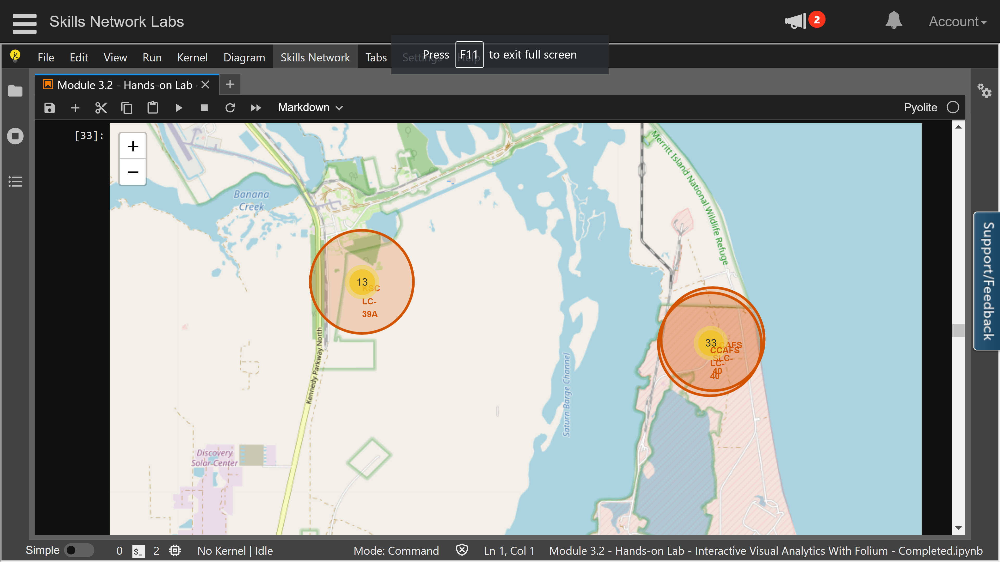 Skills Network Labs
2
Account
File Edit View Run Kernel Diagram Skills Network Tabs Settings Help
Press F11 to exit full screen
Module 3.2 - Hands-on Lab -
+
Markdown
Pyolite
[33]:
+
−
Merritt Island National Wildlife Refuge
Banana
Creek
13
KSC
LC-
39A
33
CCAFS
SLC-
40
CCAFS
LC-
40
Kennedy Parkway North
Saturn Barge Channel
Discovery
Solar Center
Support/Feedback
Simple 0 $_ 2 No Kernel | Idle Mode: Command Ln 1, Col 1 Module 3.2 - Hands-on Lab - Interactive Visual Analytics With Folium - Completed.ipynb